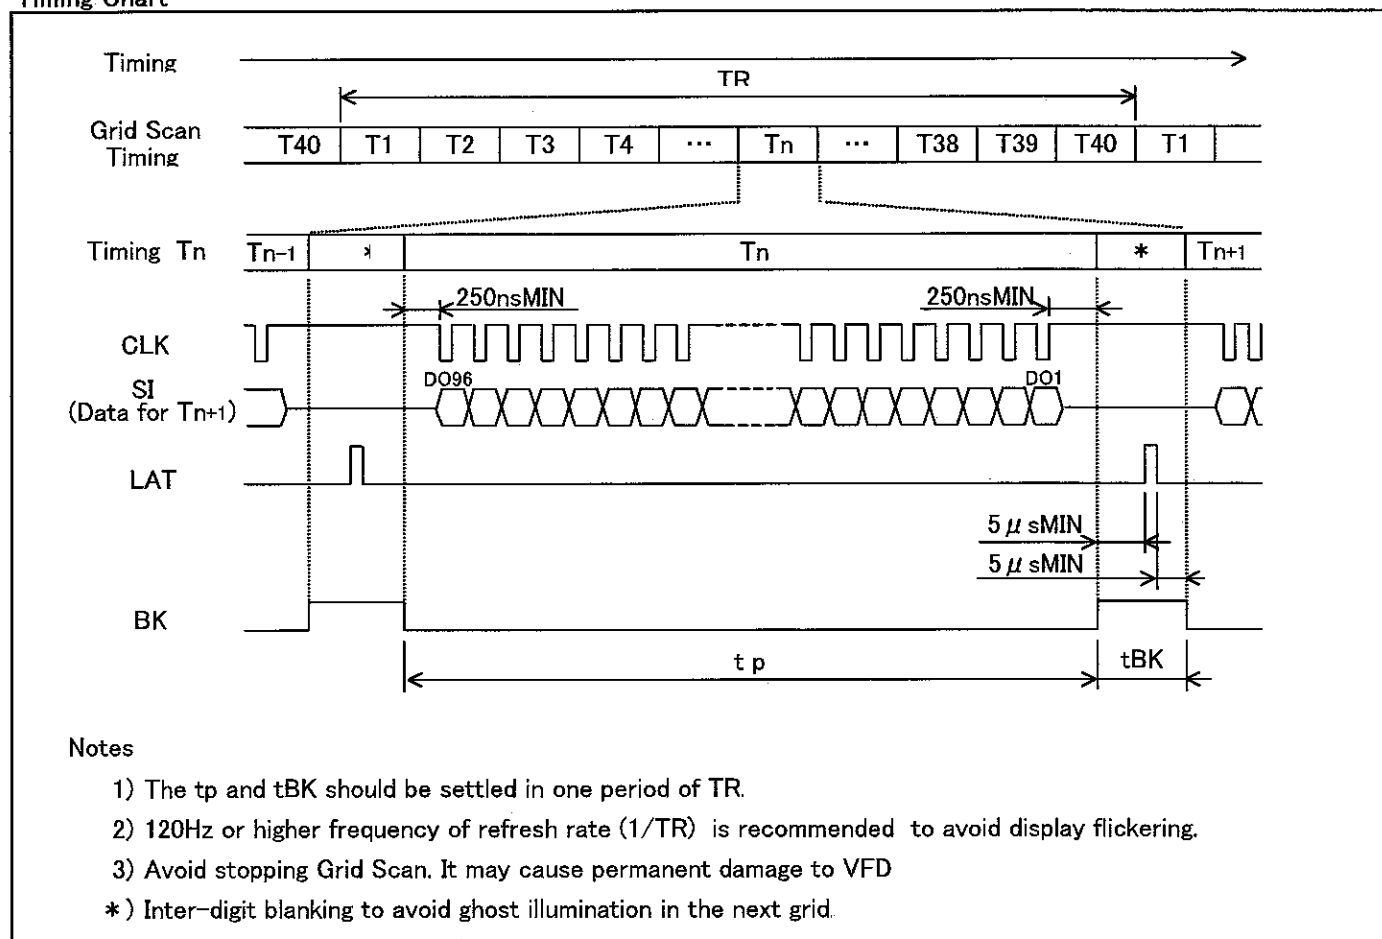 Timing Chart
Timing
TR
Grid Scan
Timing
T40 T1 T2 T3 T4 ... Tn ... T38 T39 T40 T1
Timing Tn
Tn-1 * Tn * Tn+1
250nsMIN 250nsMIN
CLK
SI
(Data for Tn+1)
DO96 DO1
LAT
5 μsMIN
5 μsMIN
BK
tp tBK
Notes
1) The tp and tBK should be settled in one period of TR.
2) 120Hz or higher frequency of refresh rate (1/TR) is recommended to avoid display flickering.
3) Avoid stopping Grid Scan. It may cause permanent damage to VFD
*) Inter-digit blanking to avoid ghost illumination in the next grid.